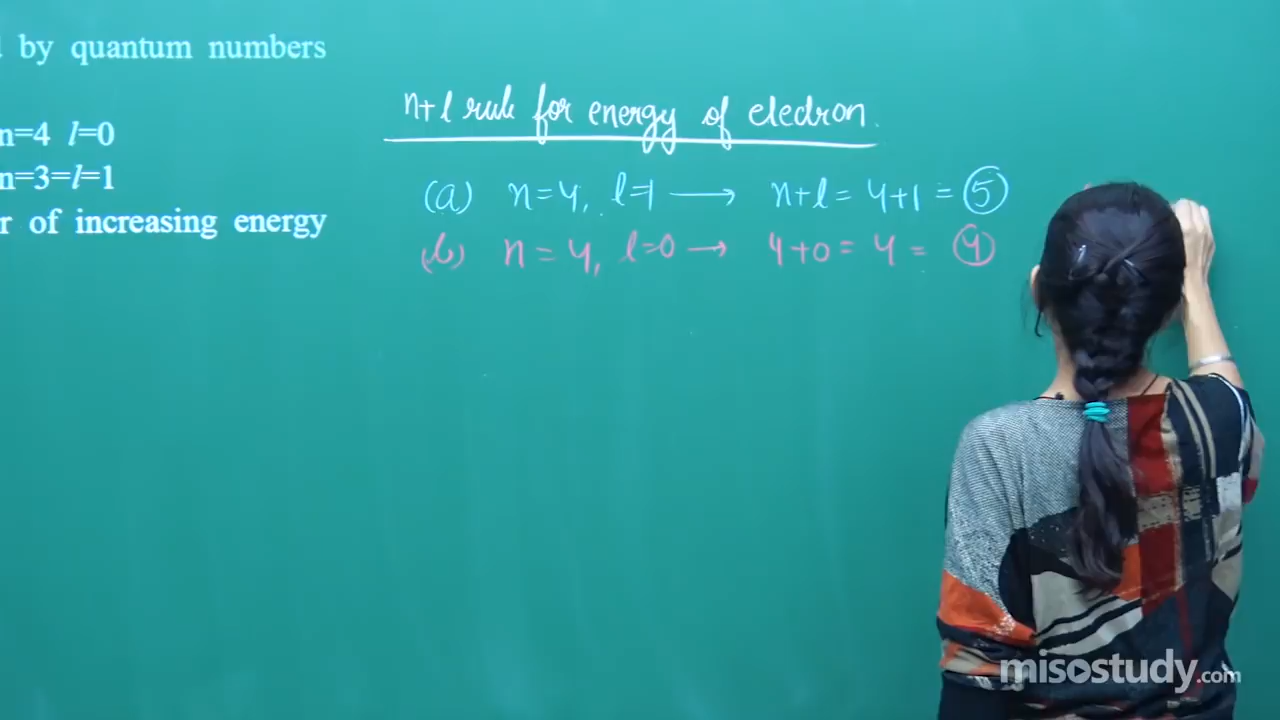 by quantum numbers
n=4 l=0
n=3=l=1
r of increasing energy
n+l rule for energy of electron.
(a) n=4, l=1 → n+l = 4+1 = 5
(b) n = 4, l=0 → 4+0 = 4 = 4
misostudy.com